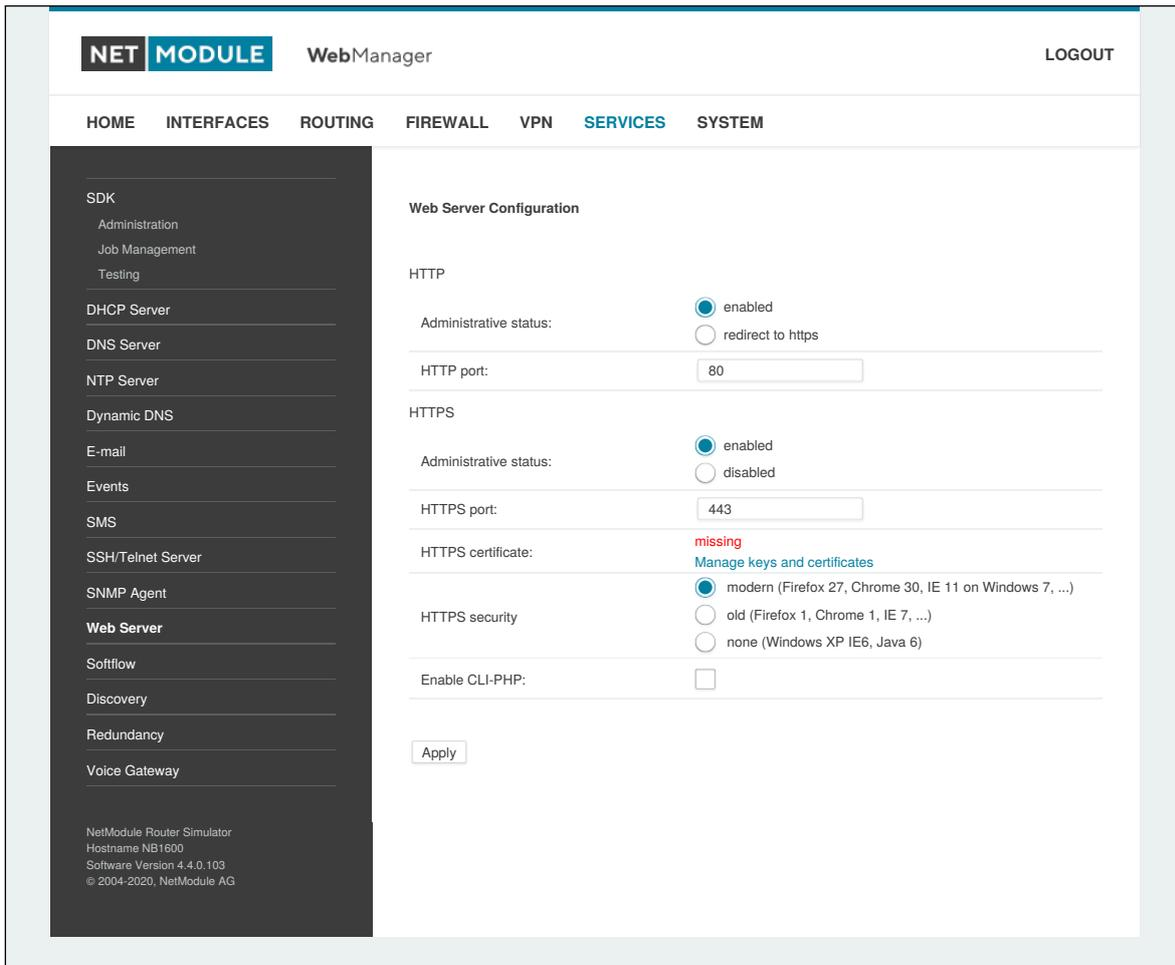 NET MODULE WebManager LOGOUT
HOME INTERFACES ROUTING FIREWALL VPN SERVICES SYSTEM
SDK
Administration
Job Management
Testing
DHCP Server
DNS Server
NTP Server
Dynamic DNS
E-mail
Events
SMS
SSH/Telnet Server
SNMP Agent
Web Server
Softflow
Discovery
Redundancy
Voice Gateway
NetModule Router Simulator
Hostname NB1600
Software Version 4.4.0.103
© 2004-2020, NetModule AG
Web Server Configuration
HTTP
Administrative status:
enabled
redirect to https
HTTP port: 80
HTTPS
Administrative status:
enabled
disabled
HTTPS port: 443
HTTPS certificate:
missing
Manage keys and certificates
HTTPS security
modern (Firefox 27, Chrome 30, IE 11 on Windows 7, ...)
old (Firefox 1, Chrome 1, IE 7, ...)
none (Windows XP IE6, Java 6)
Enable CLI-PHP:
Apply